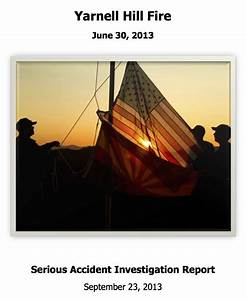 Yarnell Hill Fire
June 30, 2013
Serious Accident Investigation Report
September 23, 2013